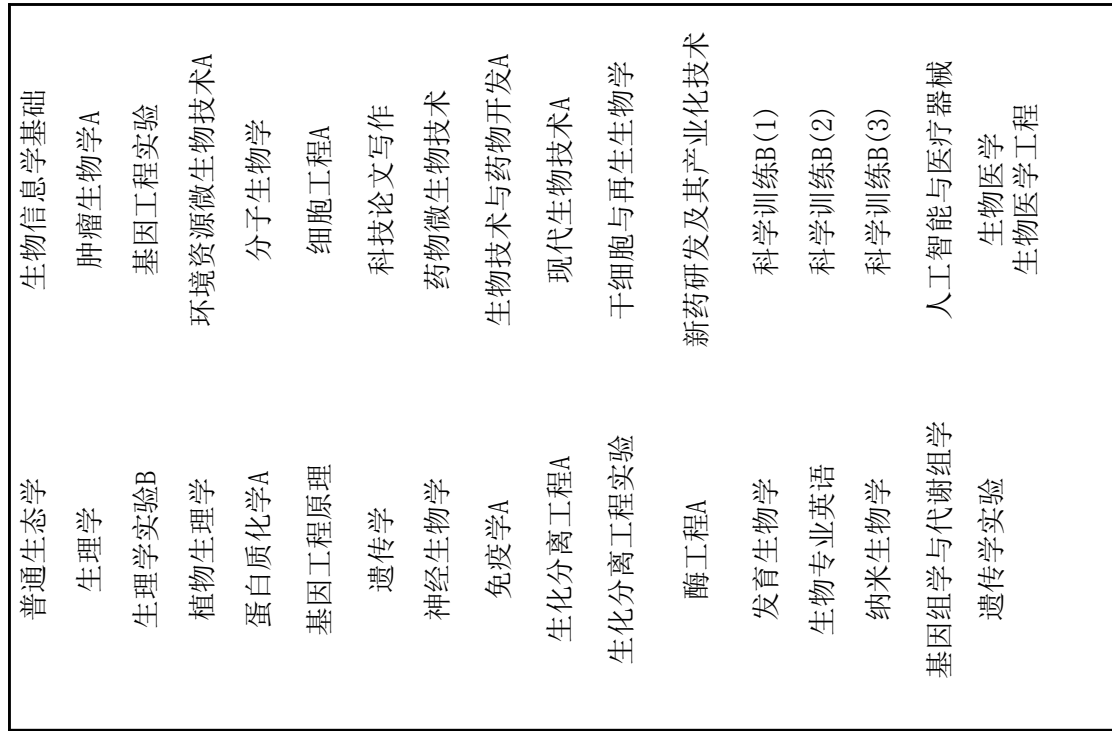 普通生态学 生物信息学基础
生理学 肿瘤生物学A
生理学实验B 基因工程实验
植物生理学 环境资源微生物技术A
蛋白质化学A 分子生物学
基因工程原理 细胞工程A
遗传学 科技论文写作
神经生物学 药物微生物技术
免疫学A 生物技术与药物开发A
生化分离工程A 现代生物技术A
生化分离工程实验 干细胞与再生生物学
酶工程A 新药研发及其产业化技术
发育生物学 科学训练B(1)
生物专业英语 科学训练B(2)
纳米生物学 科学训练B(3)
基因组学与代谢组学 人工智能与医疗器械
遗传学实验 生物医学
生物医学工程